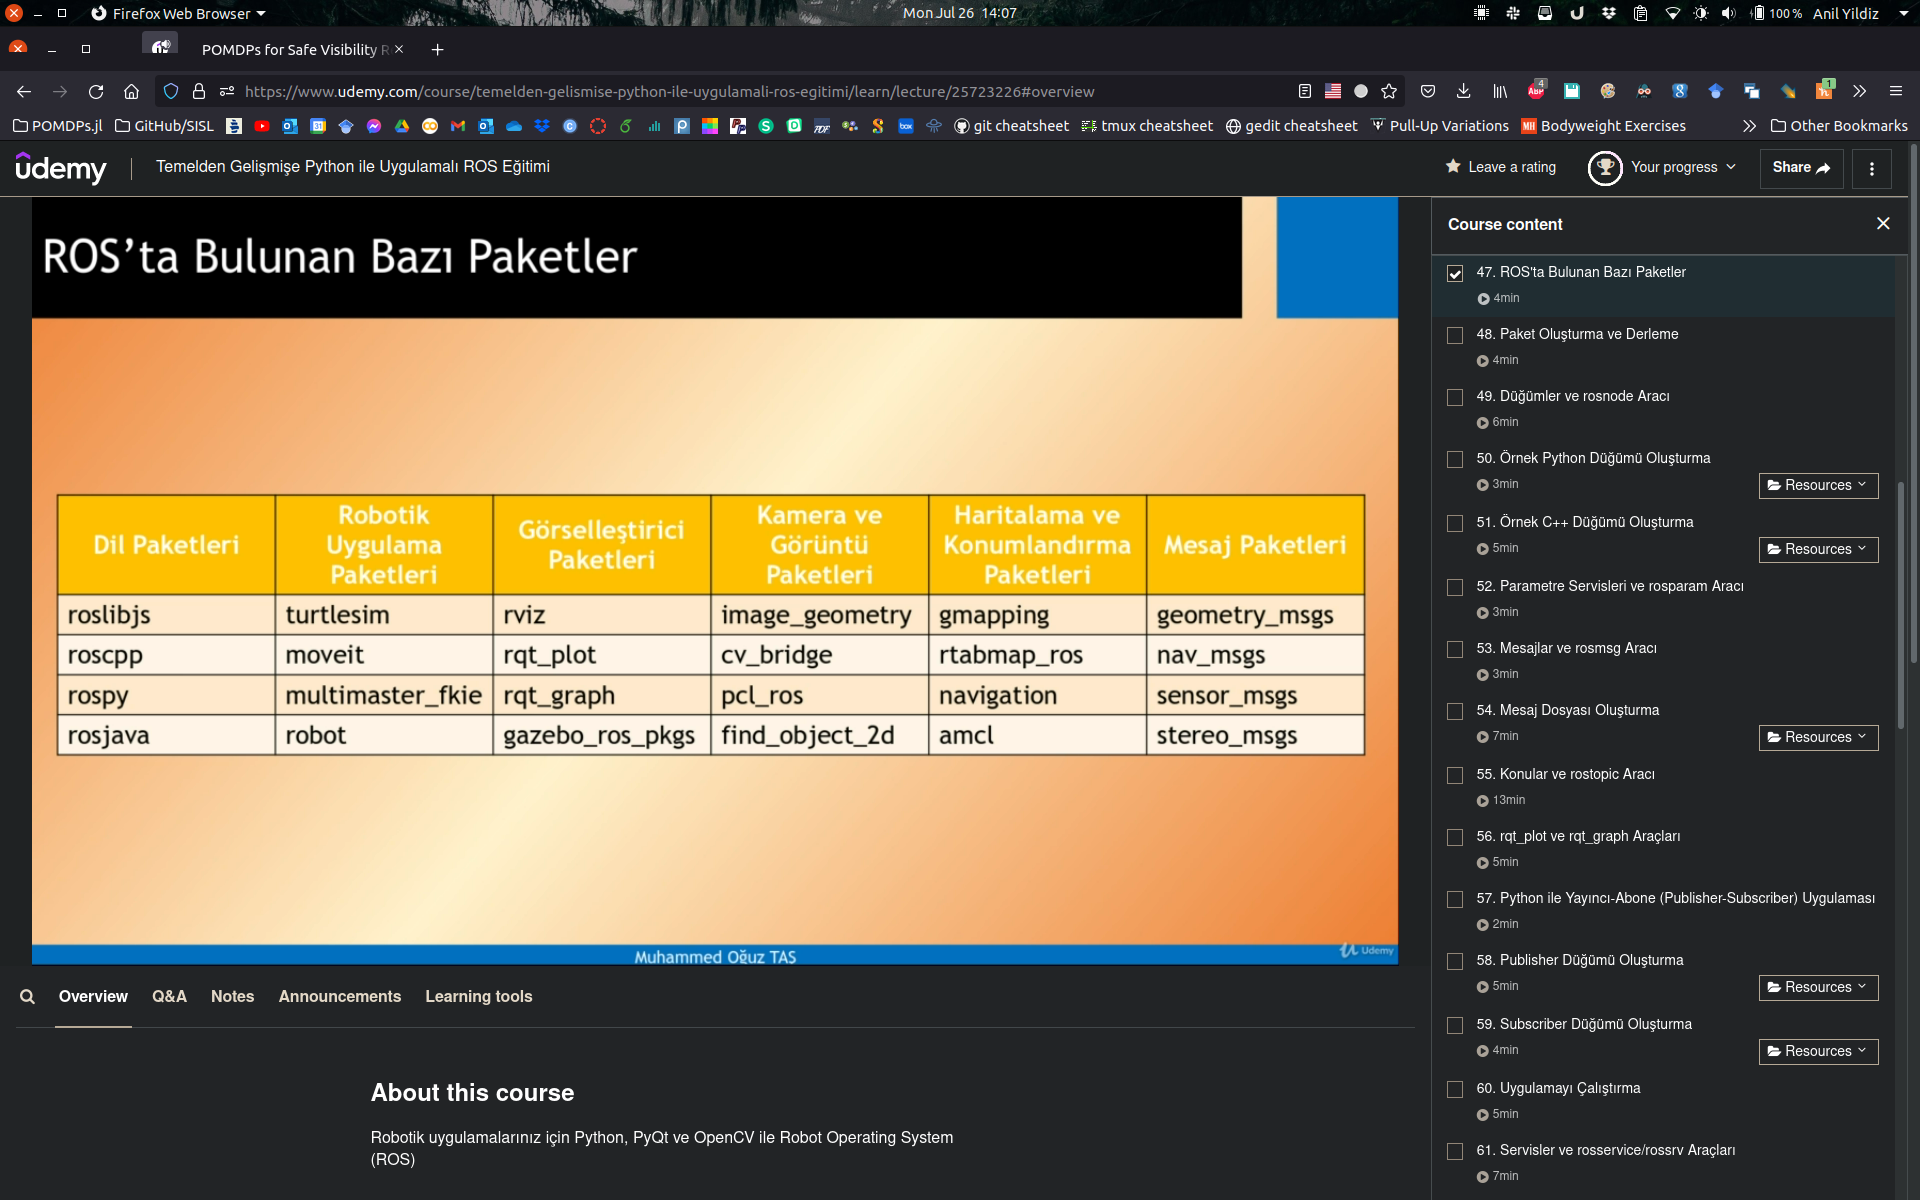 Firefox Web Browser
Mon Jul 26 14:07
100 %
Anil Yildiz
POMDPs for Safe Visibility R
https://www.udemy.com/course/temelden-gelismise-python-ile-uygulamali-ros-egitimi/learn/lecture/25723226#overview
4
1
POMDPs.jl
GitHub/SISL
git cheatsheet
tmux cheatsheet
gedit cheatsheet
Pull-Up Variations
Bodyweight Exercises
Other Bookmarks
udemy
Temelden Gelişmişe Python ile Uygulamalı ROS Eğitimi
Leave a rating
Your progress
Share
ROS'ta Bulunan Bazı Paketler
Dil Paketleri
Robotik
Uygulama
Paketleri
Görselleştirici
Paketleri
Kamera ve
Görüntü
Paketleri
Haritalama ve
Konumlandırma
Paketleri
Mesaj Paketleri
roslibjs
turtlesim
rviz
image_geometry
gmapping
geometry_msgs
roscpp
moveit
rqt_plot
cv_bridge
rtabmap_ros
nav_msgs
rospy
multimaster_fkie
rqt_graph
pcl_ros
navigation
sensor_msgs
rosjava
robot
gazebo_ros_pkgs
find_object_2d
amcl
stereo_msgs
Muhammed Oğuz TAŞ
Udemy
Overview
Q&A
Notes
Announcements
Learning tools
About this course
Robotik uygulamalarınız için Python, PyQt ve OpenCV ile Robot Operating System
(ROS)
Course content
47. ROS'ta Bulunan Bazı Paketler
4min
48. Paket Oluşturma ve Derleme
4min
49. Düğümler ve rosnode Aracı
6min
50. Örnek Python Düğümü Oluşturma
3min
Resources
51. Örnek C++ Düğümü Oluşturma
5min
Resources
52. Parametre Servisleri ve rosparam Aracı
3min
53. Mesajlar ve rosmsg Aracı
3min
54. Mesaj Dosyası Oluşturma
7min
Resources
55. Konular ve rostopic Aracı
13min
56. rqt_plot ve rqt_graph Araçları
5min
57. Python ile Yayıncı-Abone (Publisher-Subscriber) Uygulaması
2min
58. Publisher Düğümü Oluşturma
5min
Resources
59. Subscriber Düğümü Oluşturma
4min
Resources
60. Uygulamayı Çalıştırma
5min
61. Servisler ve rosservice/rossrv Araçları
7min